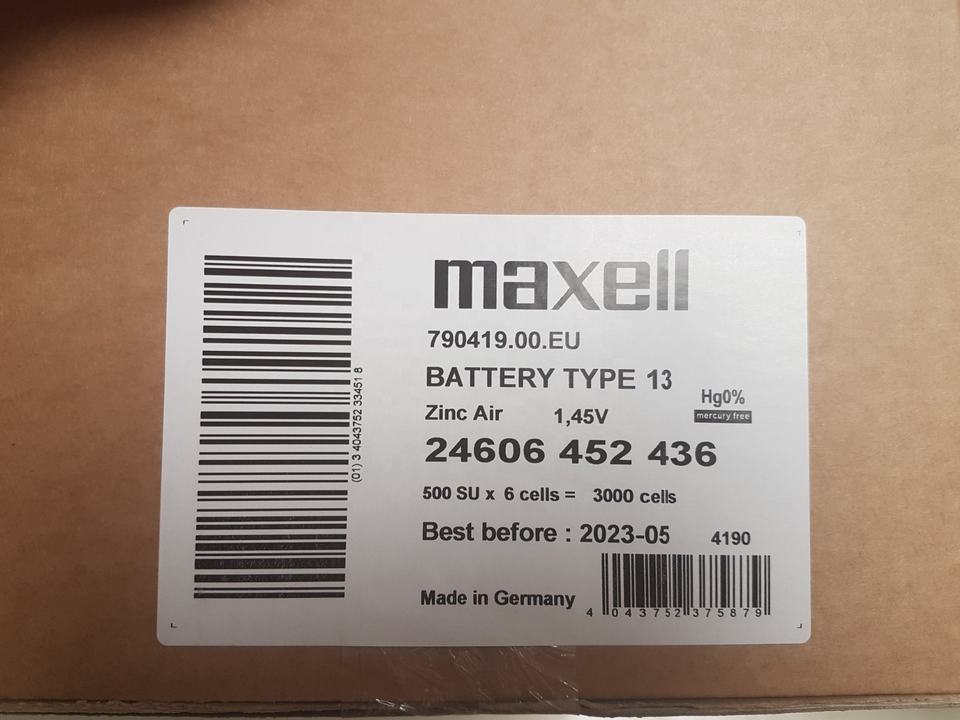 maxell
790419.00.EU
BATTERY TYPE 13
Zinc Air 1,45V
Hg0%
mercury free
24606 452 436
500 SU x 6 cells = 3000 cells
Best before : 2023-05 4190
Made in Germany
4 043752 375879
(01) 3 4043752 33451 8